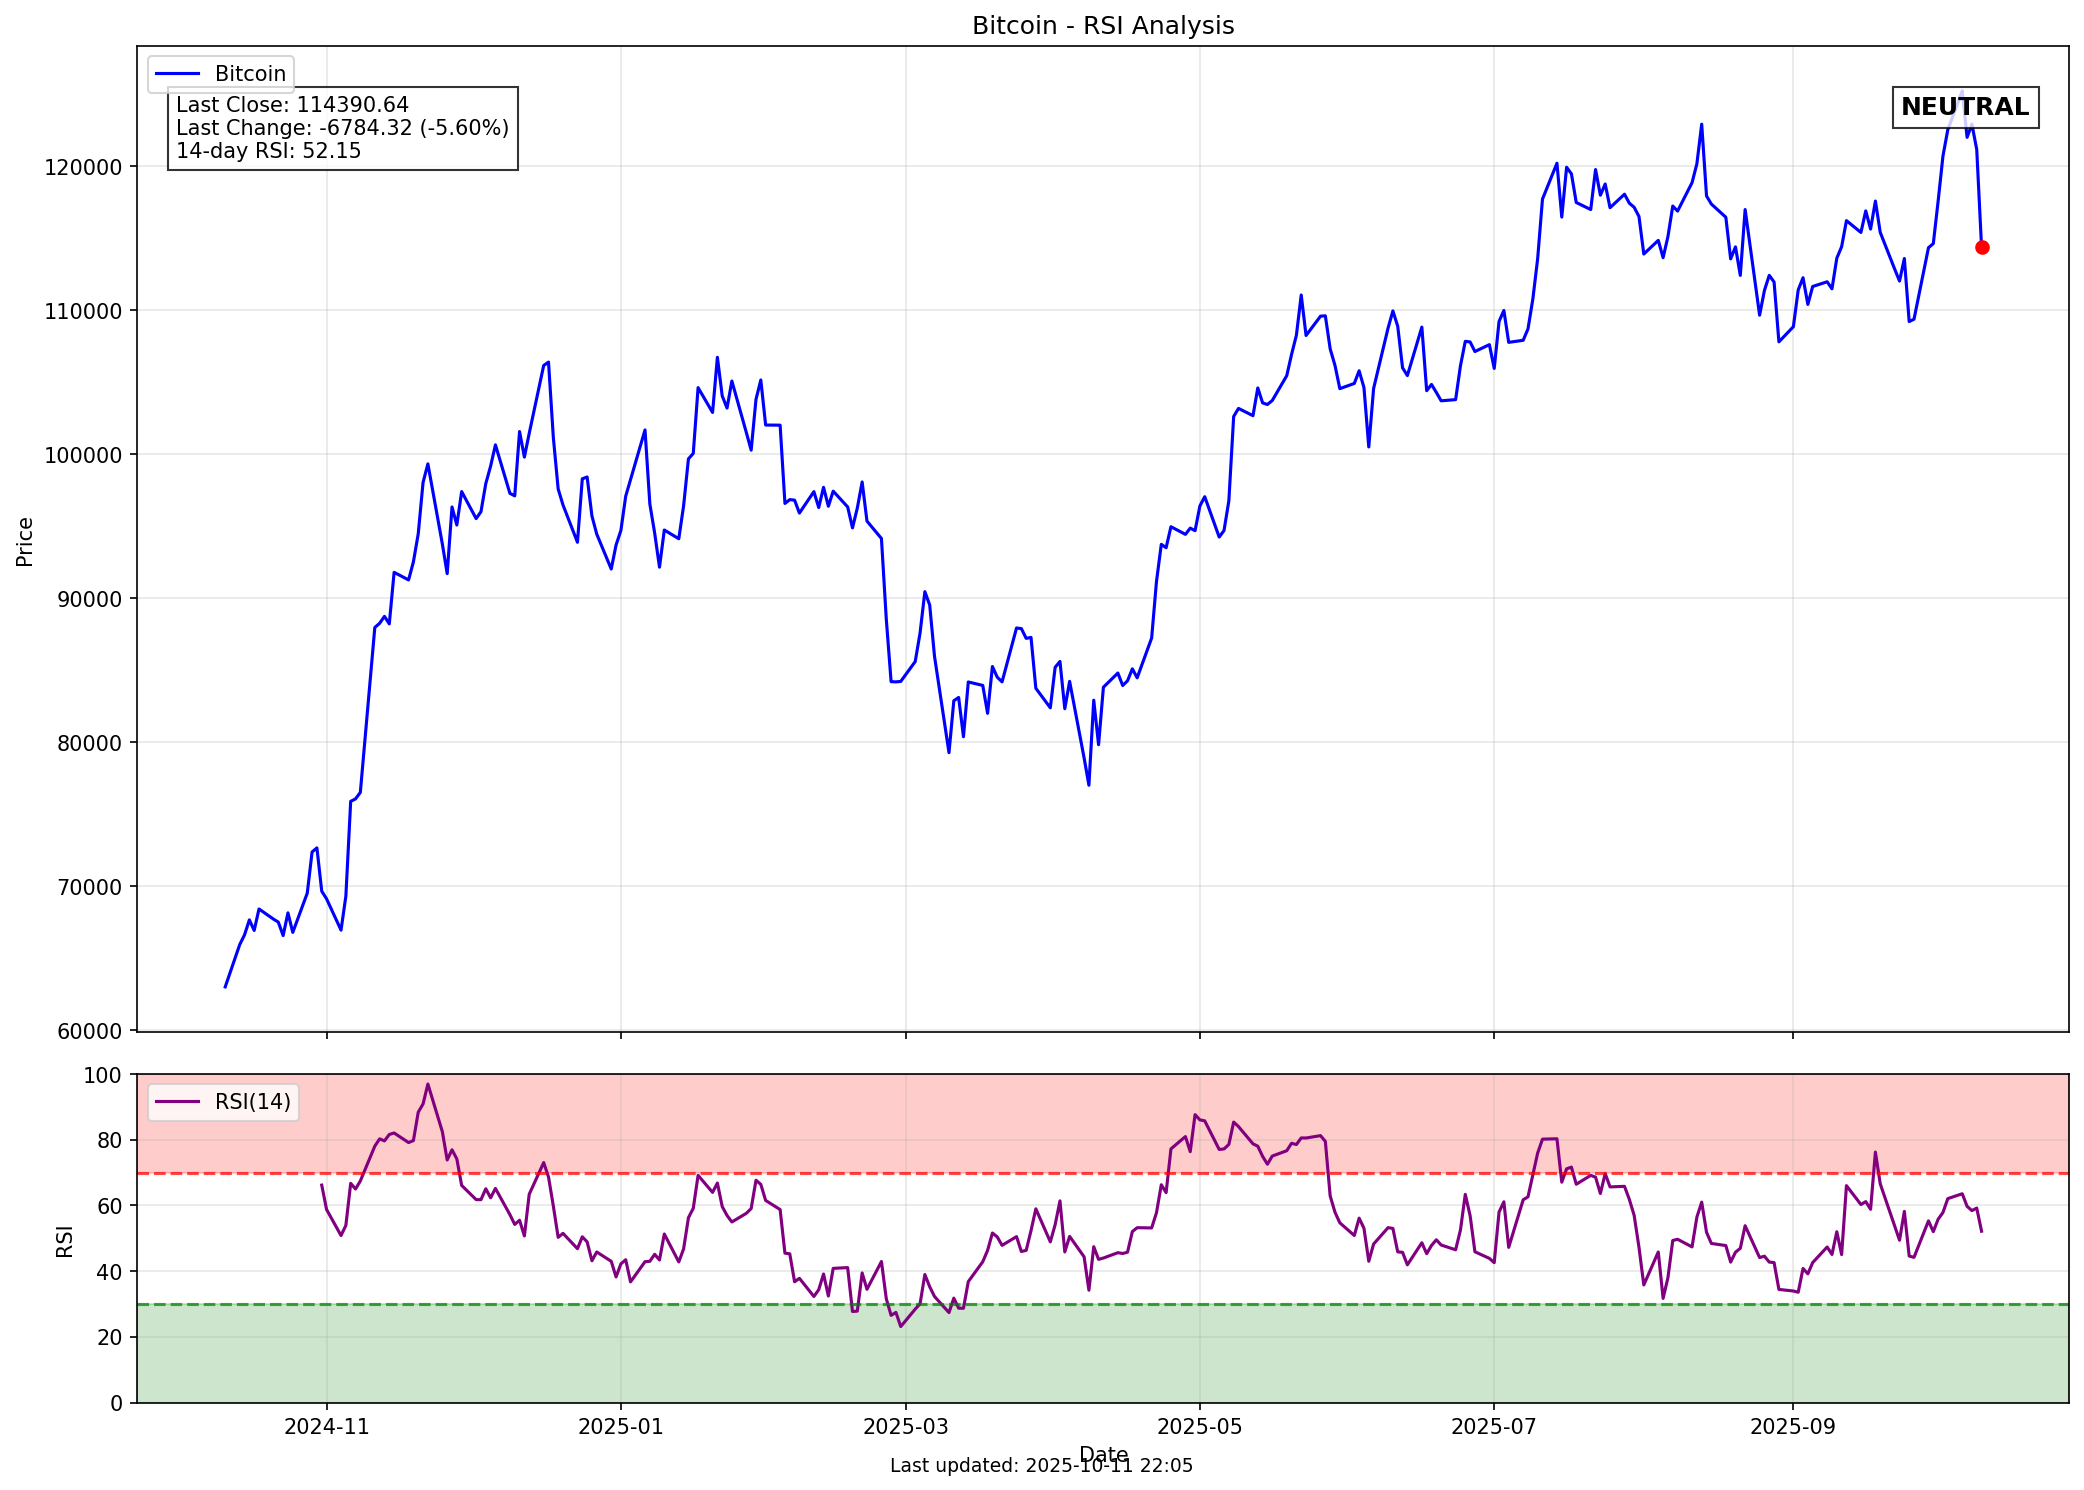 Bitcoin - RSI Analysis
Bitcoin
Last Close: 114390.64
Last Change: -6784.32 (-5.60%)
14-day RSI: 52.15
NEUTRAL
120000
110000
100000
90000
80000
70000
60000
Price
RSI(14)
100
80
60
40
20
0
RSI
2024-11
2025-01
2025-03
2025-05
2025-07
2025-09
Date
Last updated: 2025-10-11 22:05